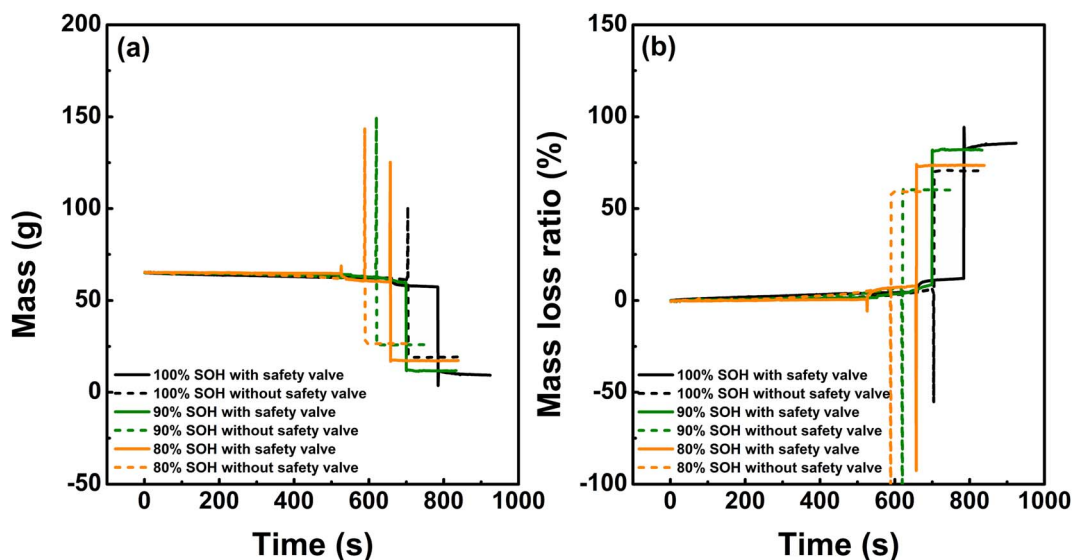 (a)
Mass (g)
200
150
100
50
0
-50
100% SOH with safety valve
100% SOH without safety valve
90% SOH with safety valve
90% SOH without safety valve
80% SOH with safety valve
80% SOH without safety valve
0 200 400 600 800 1000
Time (s)
(b)
Mass loss ratio (%)
150
100
50
0
-50
-100
100% SOH with safety valve
100% SOH without safety valve
90% SOH with safety valve
90% SOH without safety valve
80% SOH with safety valve
80% SOH without safety valve
0 200 400 600 800 1000
Time (s)